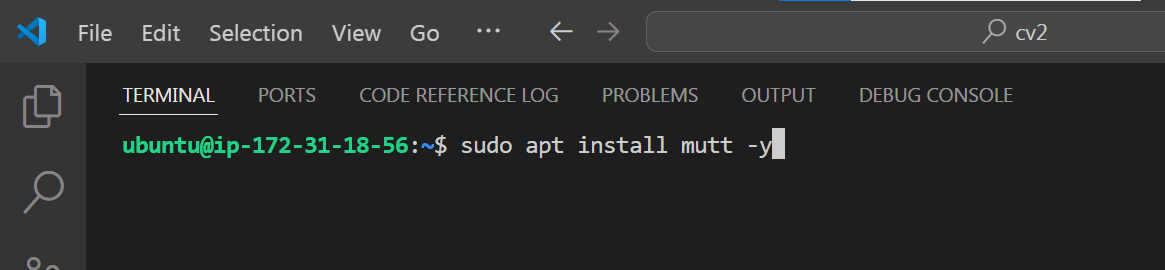 File Edit Selection View Go ··· cv2
TERMINAL PORTS CODE REFERENCE LOG PROBLEMS OUTPUT DEBUG CONSOLE
ubuntu@ip-172-31-18-56:~$ sudo apt install mutt -y